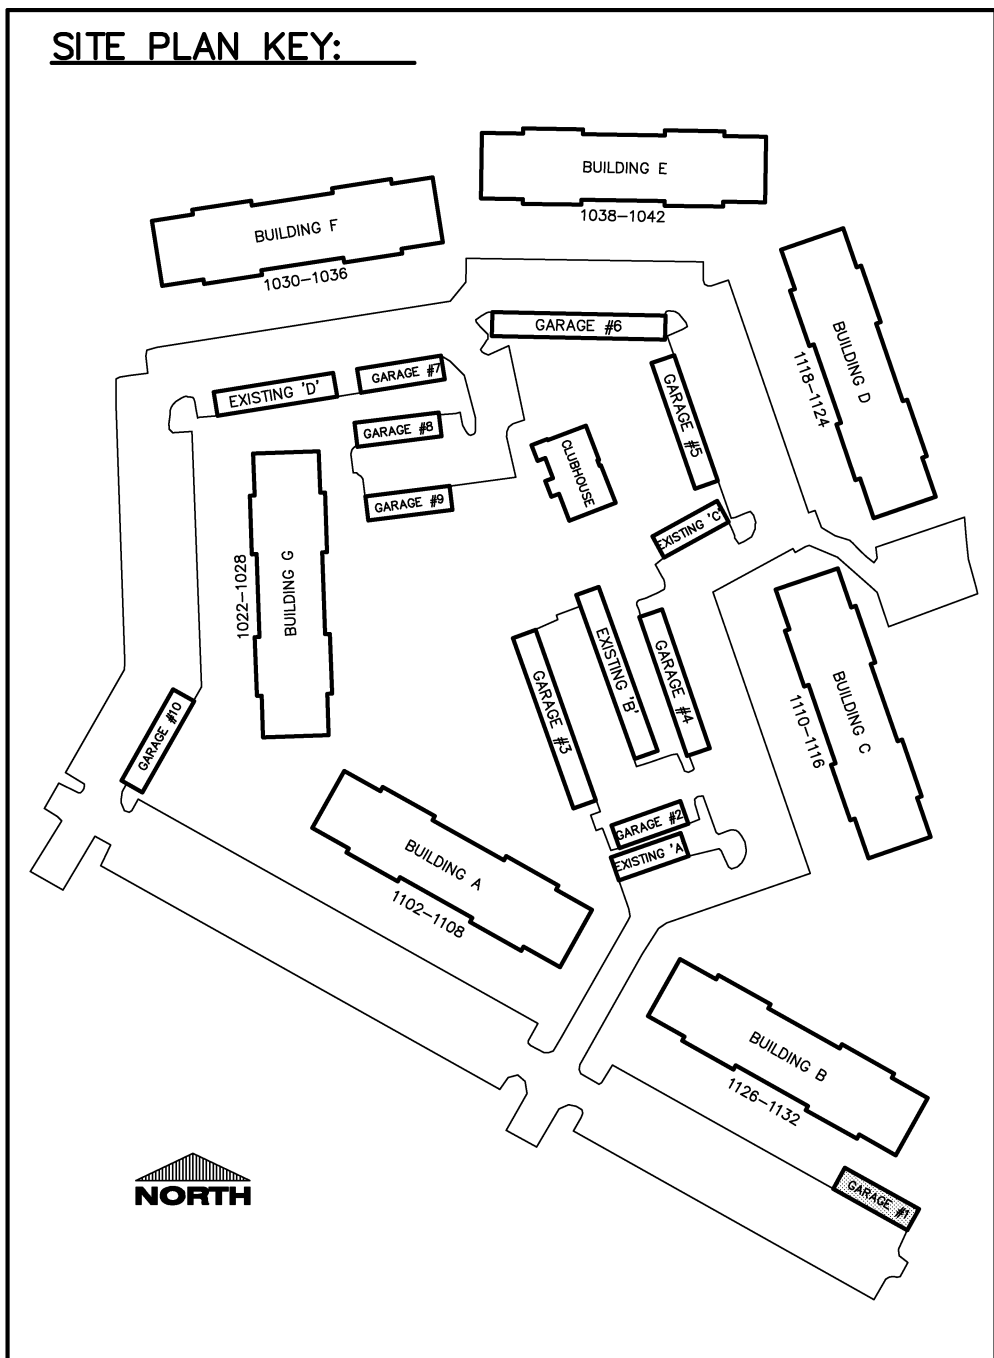 SITE PLAN KEY:
BUILDING E
1038-1042
BUILDING F
1030-1036
GARAGE #6
BUILDING D
1118-1124
GARAGE #7
EXISTING 'D'
GARAGE #5
GARAGE #8
CLUBHOUSE
GARAGE #9
EXISTING 'C'
BUILDING G
1022-1028
EXISTING 'B'
GARAGE #4
GARAGE #3
BUILDING C
1110-1116
GARAGE #10
GARAGE #2
EXISTING 'A
BUILDING A
1102-1108
BUILDING B
1126-1132
NORTH
GARAGE #1